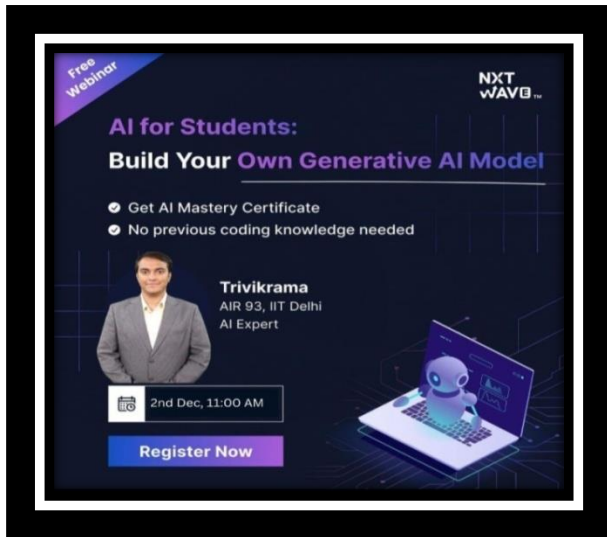 Free
Webinar
NXT
WAVE™
AI for Students:
Build Your Own Generative AI Model
Get AI Mastery Certificate
No previous coding knowledge needed
Trivikrama
AIR 93, IIT Delhi
AI Expert
2nd Dec, 11:00 AM
Register Now